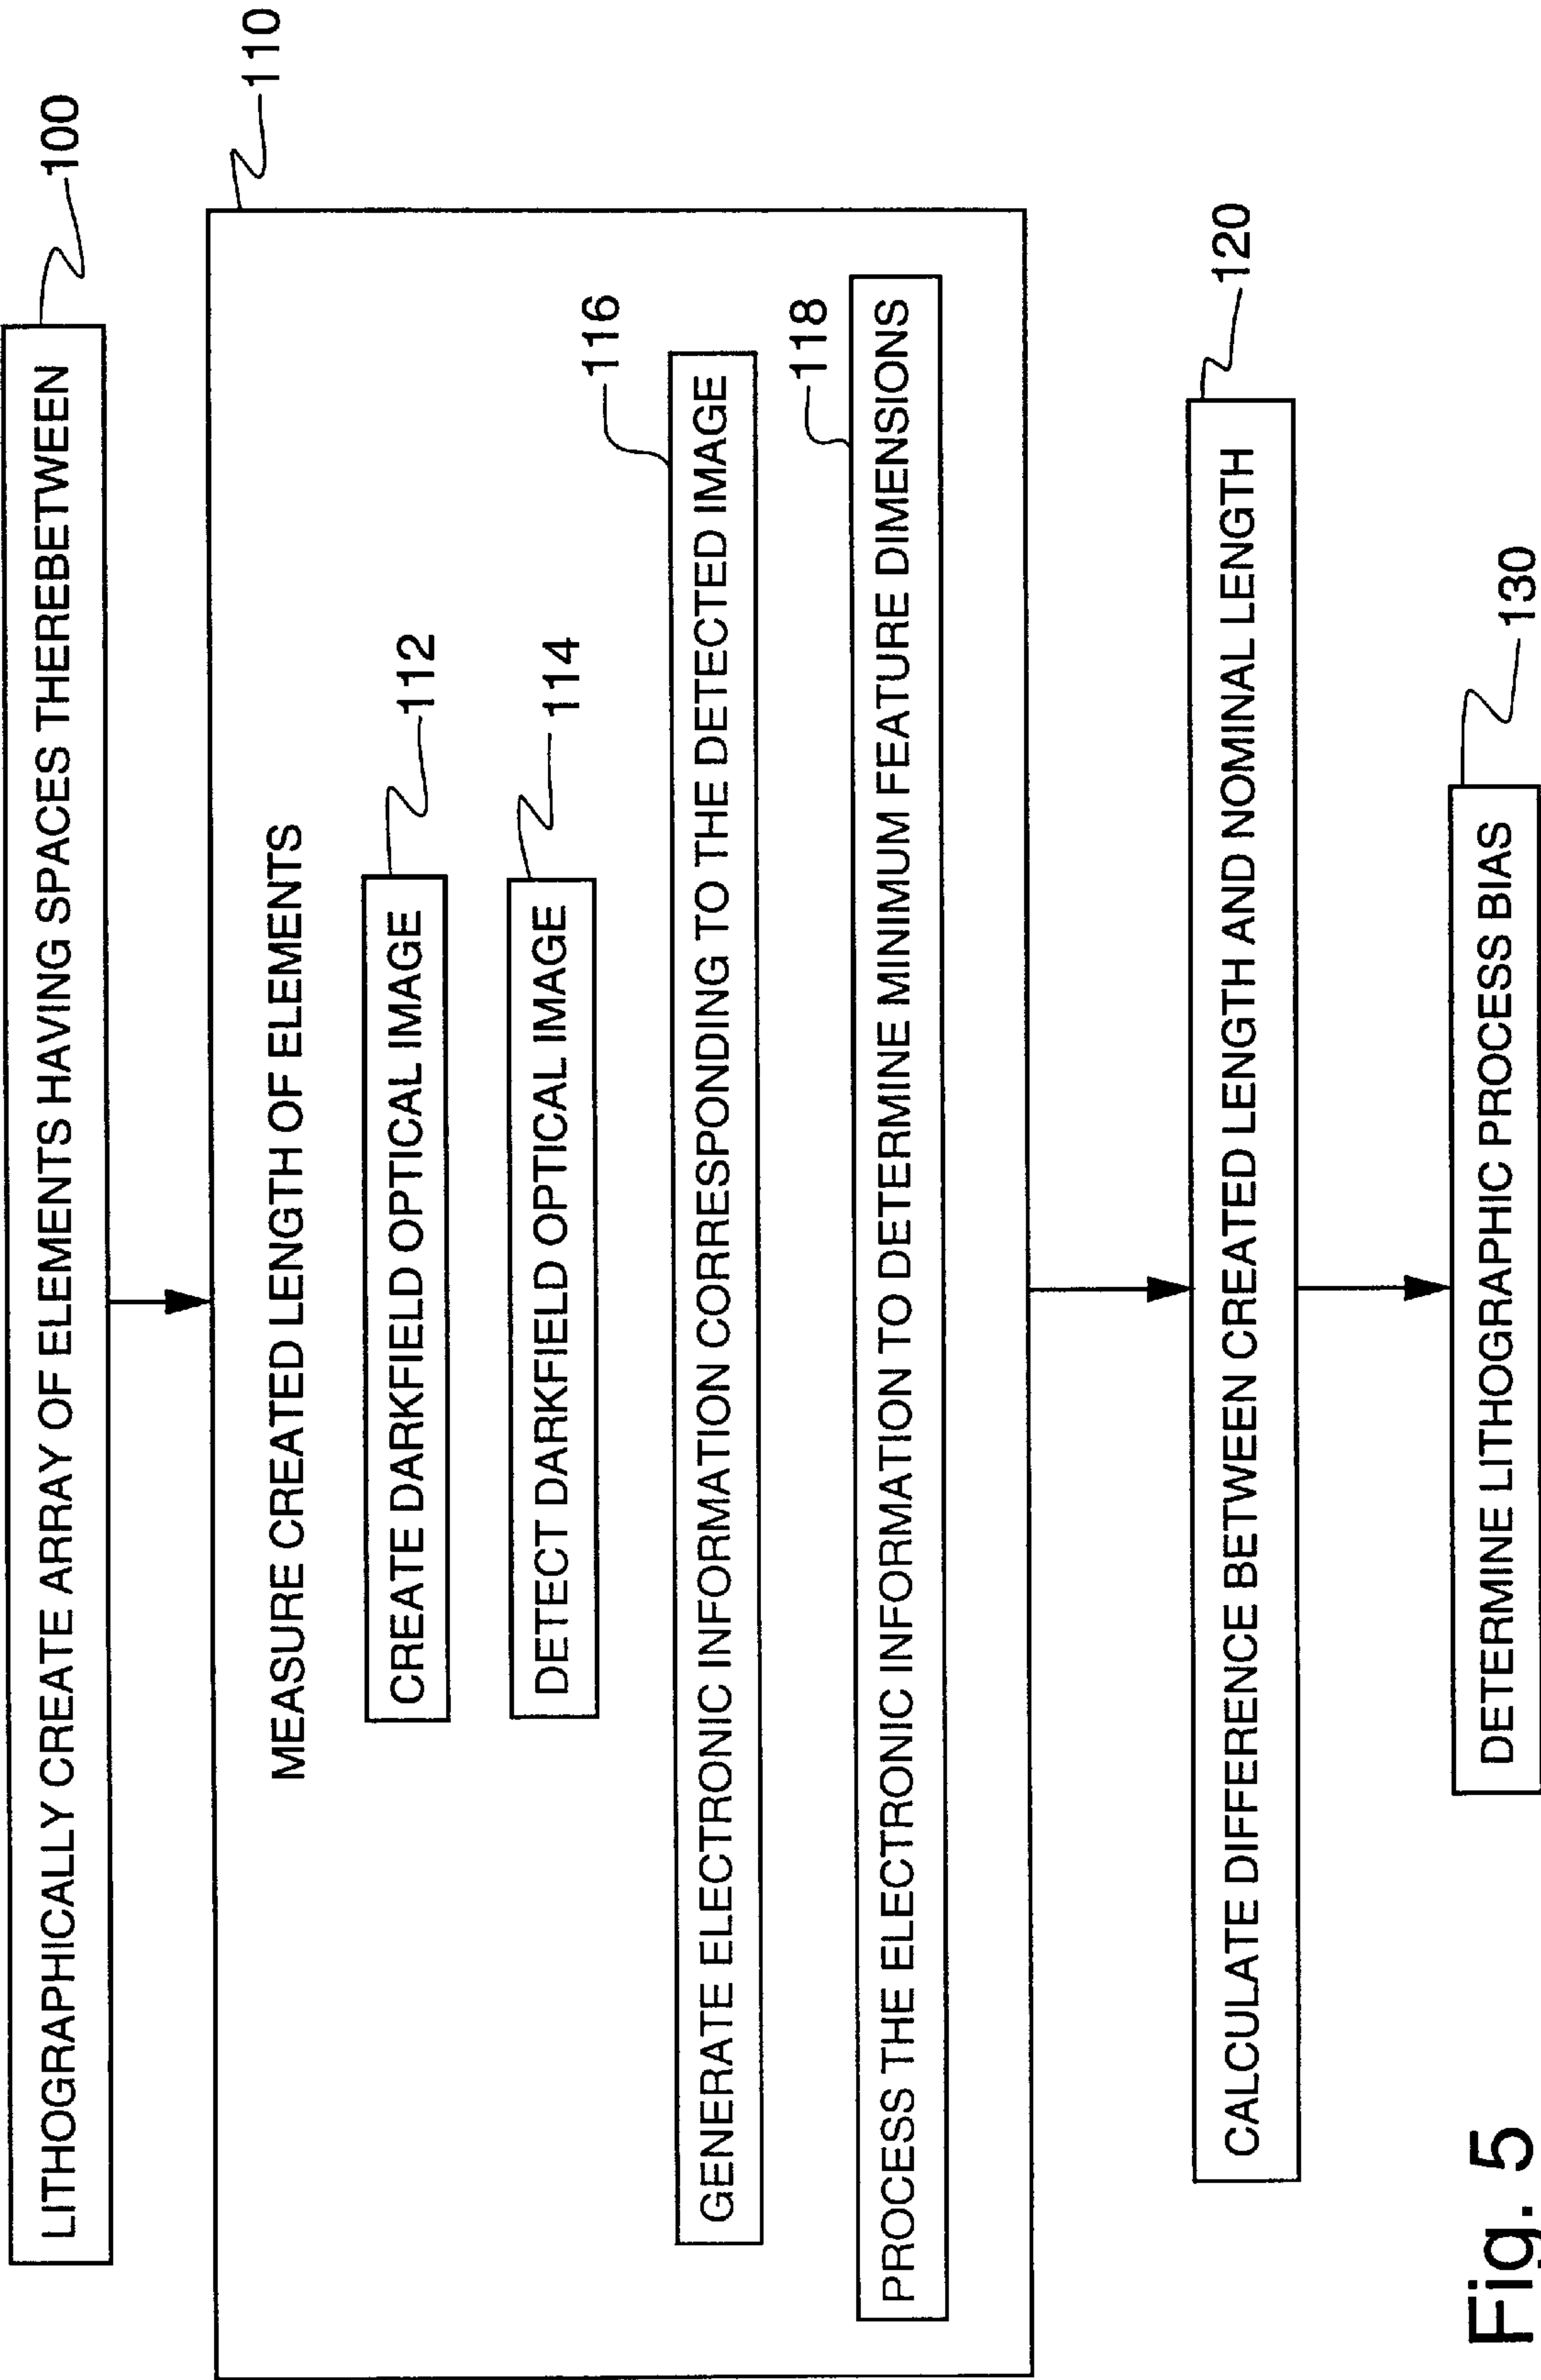 LITHOGRAPHICALLY CREATE ARRAY OF ELEMENTS HAVING SPACES THEREBETWEEN
100
110
MEASURE CREATED LENGTH OF ELEMENTS
CREATE DARKFIELD OPTICAL IMAGE
112
DETECT DARKFIELD OPTICAL IMAGE
114
GENERATE ELECTRONIC INFORMATION CORRESPONDING TO THE DETECTED IMAGE
116
PROCESS THE ELECTRONIC INFORMATION TO DETERMINE MINIMUM FEATURE DIMENSIONS
118
CALCULATE DIFFERENCE BETWEEN CREATED LENGTH AND NOMINAL LENGTH
120
DETERMINE LITHOGRAPHIC PROCESS BIAS
130
Fig. 5